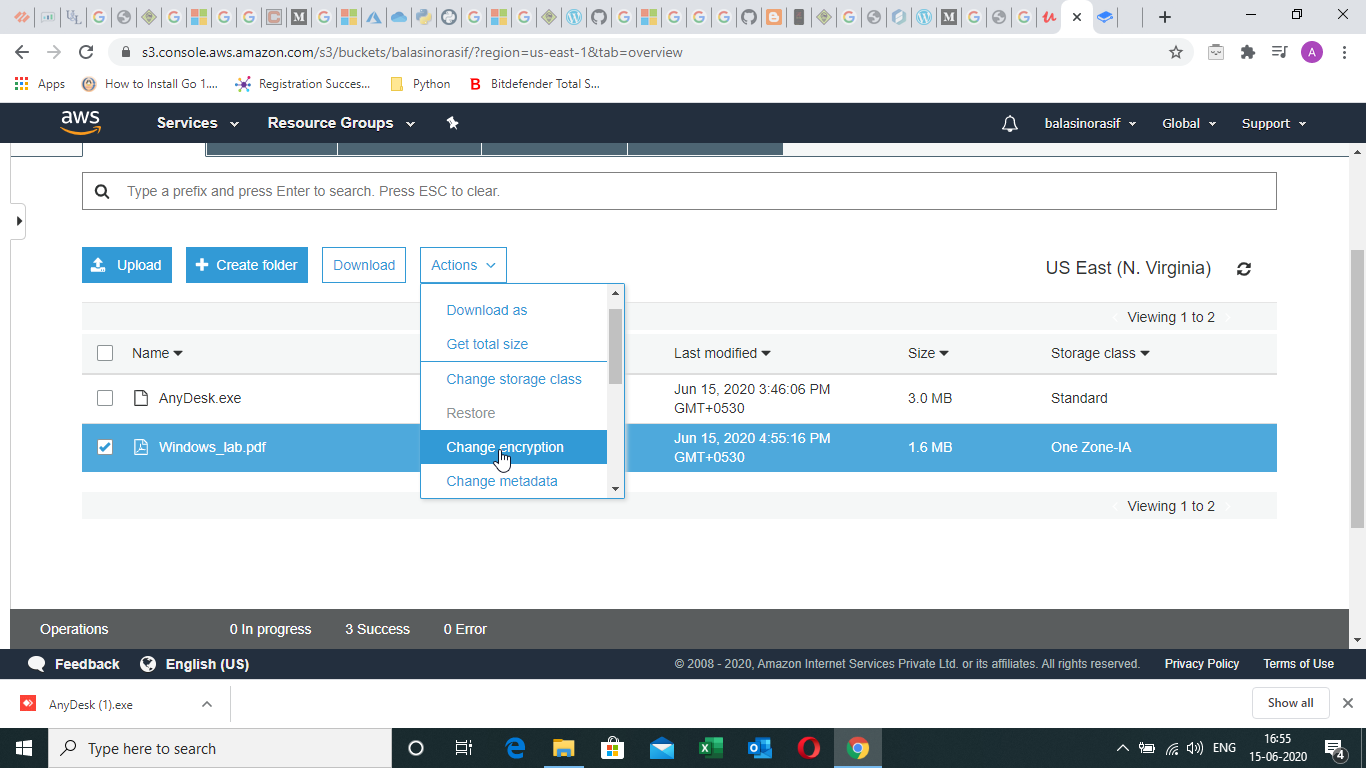 s3.console.aws.amazon.com/s3/buckets/balasinorasif/?region=us-east-1&tab=overview
A
Apps How to Install Go 1.... Registration Succes... Python B Bitdefender Total S...
aws Services Resource Groups balasinorasif Global Support
Type a prefix and press Enter to search. Press ESC to clear.
Upload Create folder Download Actions US East (N. Virginia)
Download as
Viewing 1 to 2
Get total size
Name Last modified Size Storage class
Change storage class
AnyDesk.exe Jun 15, 2020 3:46:06 PM GMT+0530 3.0 MB Standard
Restore
Windows_lab.pdf Jun 15, 2020 4:55:16 PM GMT+0530 1.6 MB One Zone-IA
Change encryption
Change metadata
Viewing 1 to 2
Operations 0 In progress 3 Success 0 Error
Feedback English (US) © 2008 - 2020, Amazon Internet Services Private Ltd. or its affiliates. All rights reserved. Privacy Policy Terms of Use
AnyDesk (1).exe Show all
Type here to search ENG 16:55
15-06-2020 4